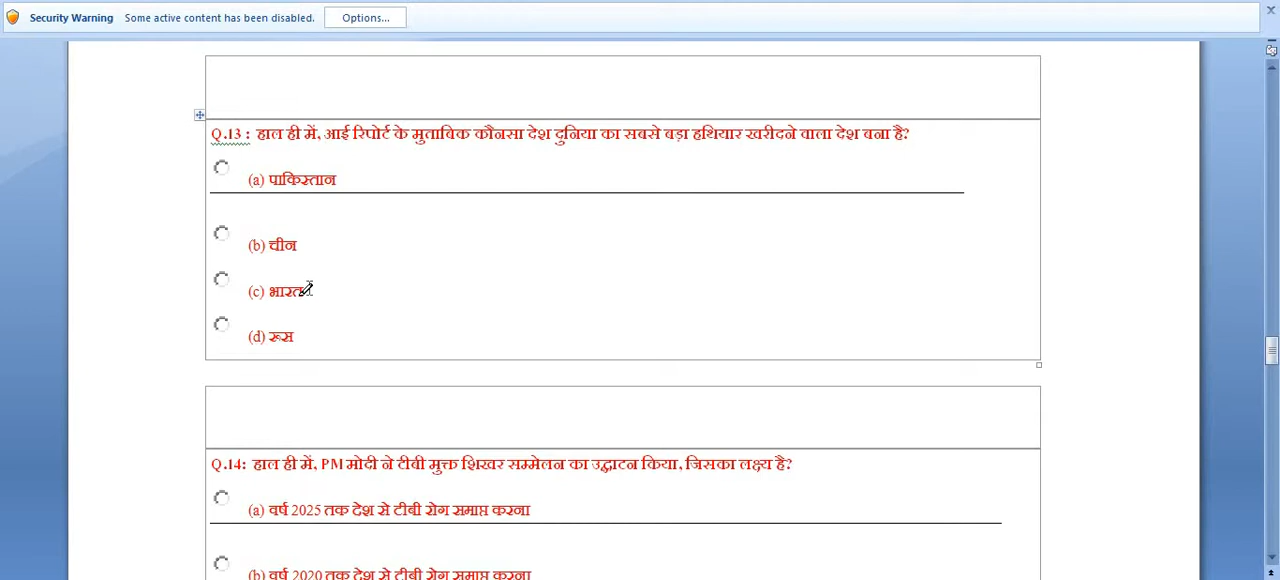 Security Warning Some active content has been disabled. Options...
Q.13 : हाल ही में, आई रिपोर्ट के मुताबिक कौनसा देश दुनिया का सबसे बड़ा हथियार खरीदने वाला देश बना है?
(a) पाकिस्तान
(b) चीन
(c) भारत
(d) रूस
Q.14: हाल ही में, PM मोदी ने टीबी मुक्त शिखर सम्मेलन का उद्घाटन किया, जिसका लक्ष्य है?
(a) वर्ष 2025 तक देश से टीबी रोग समाप्त करना
(b) वर्ष 2020 तक देश से टीबी रोग समाप्त करना